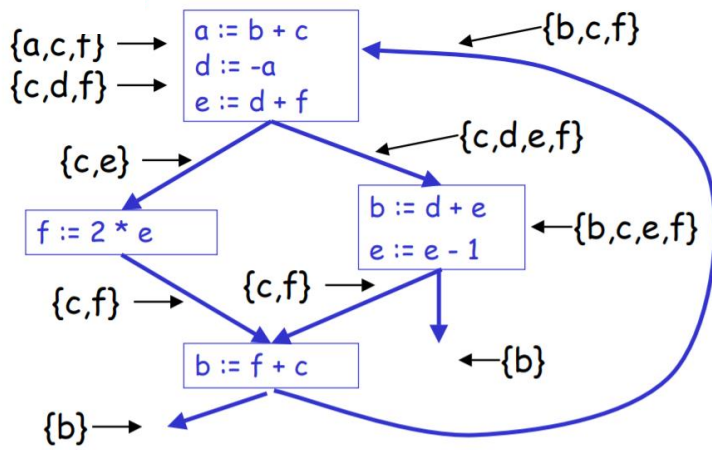 {b,c,f}
a := b + c
{a,c,f}
d := -a
{c,d,f}
e := d + f
{c,d,e,f}
{c,e}
b := d + e
f := 2 * e
{b,c,e,f}
e := e - 1
{c,f}
{c,f}
b := f + c
{b}
{b}